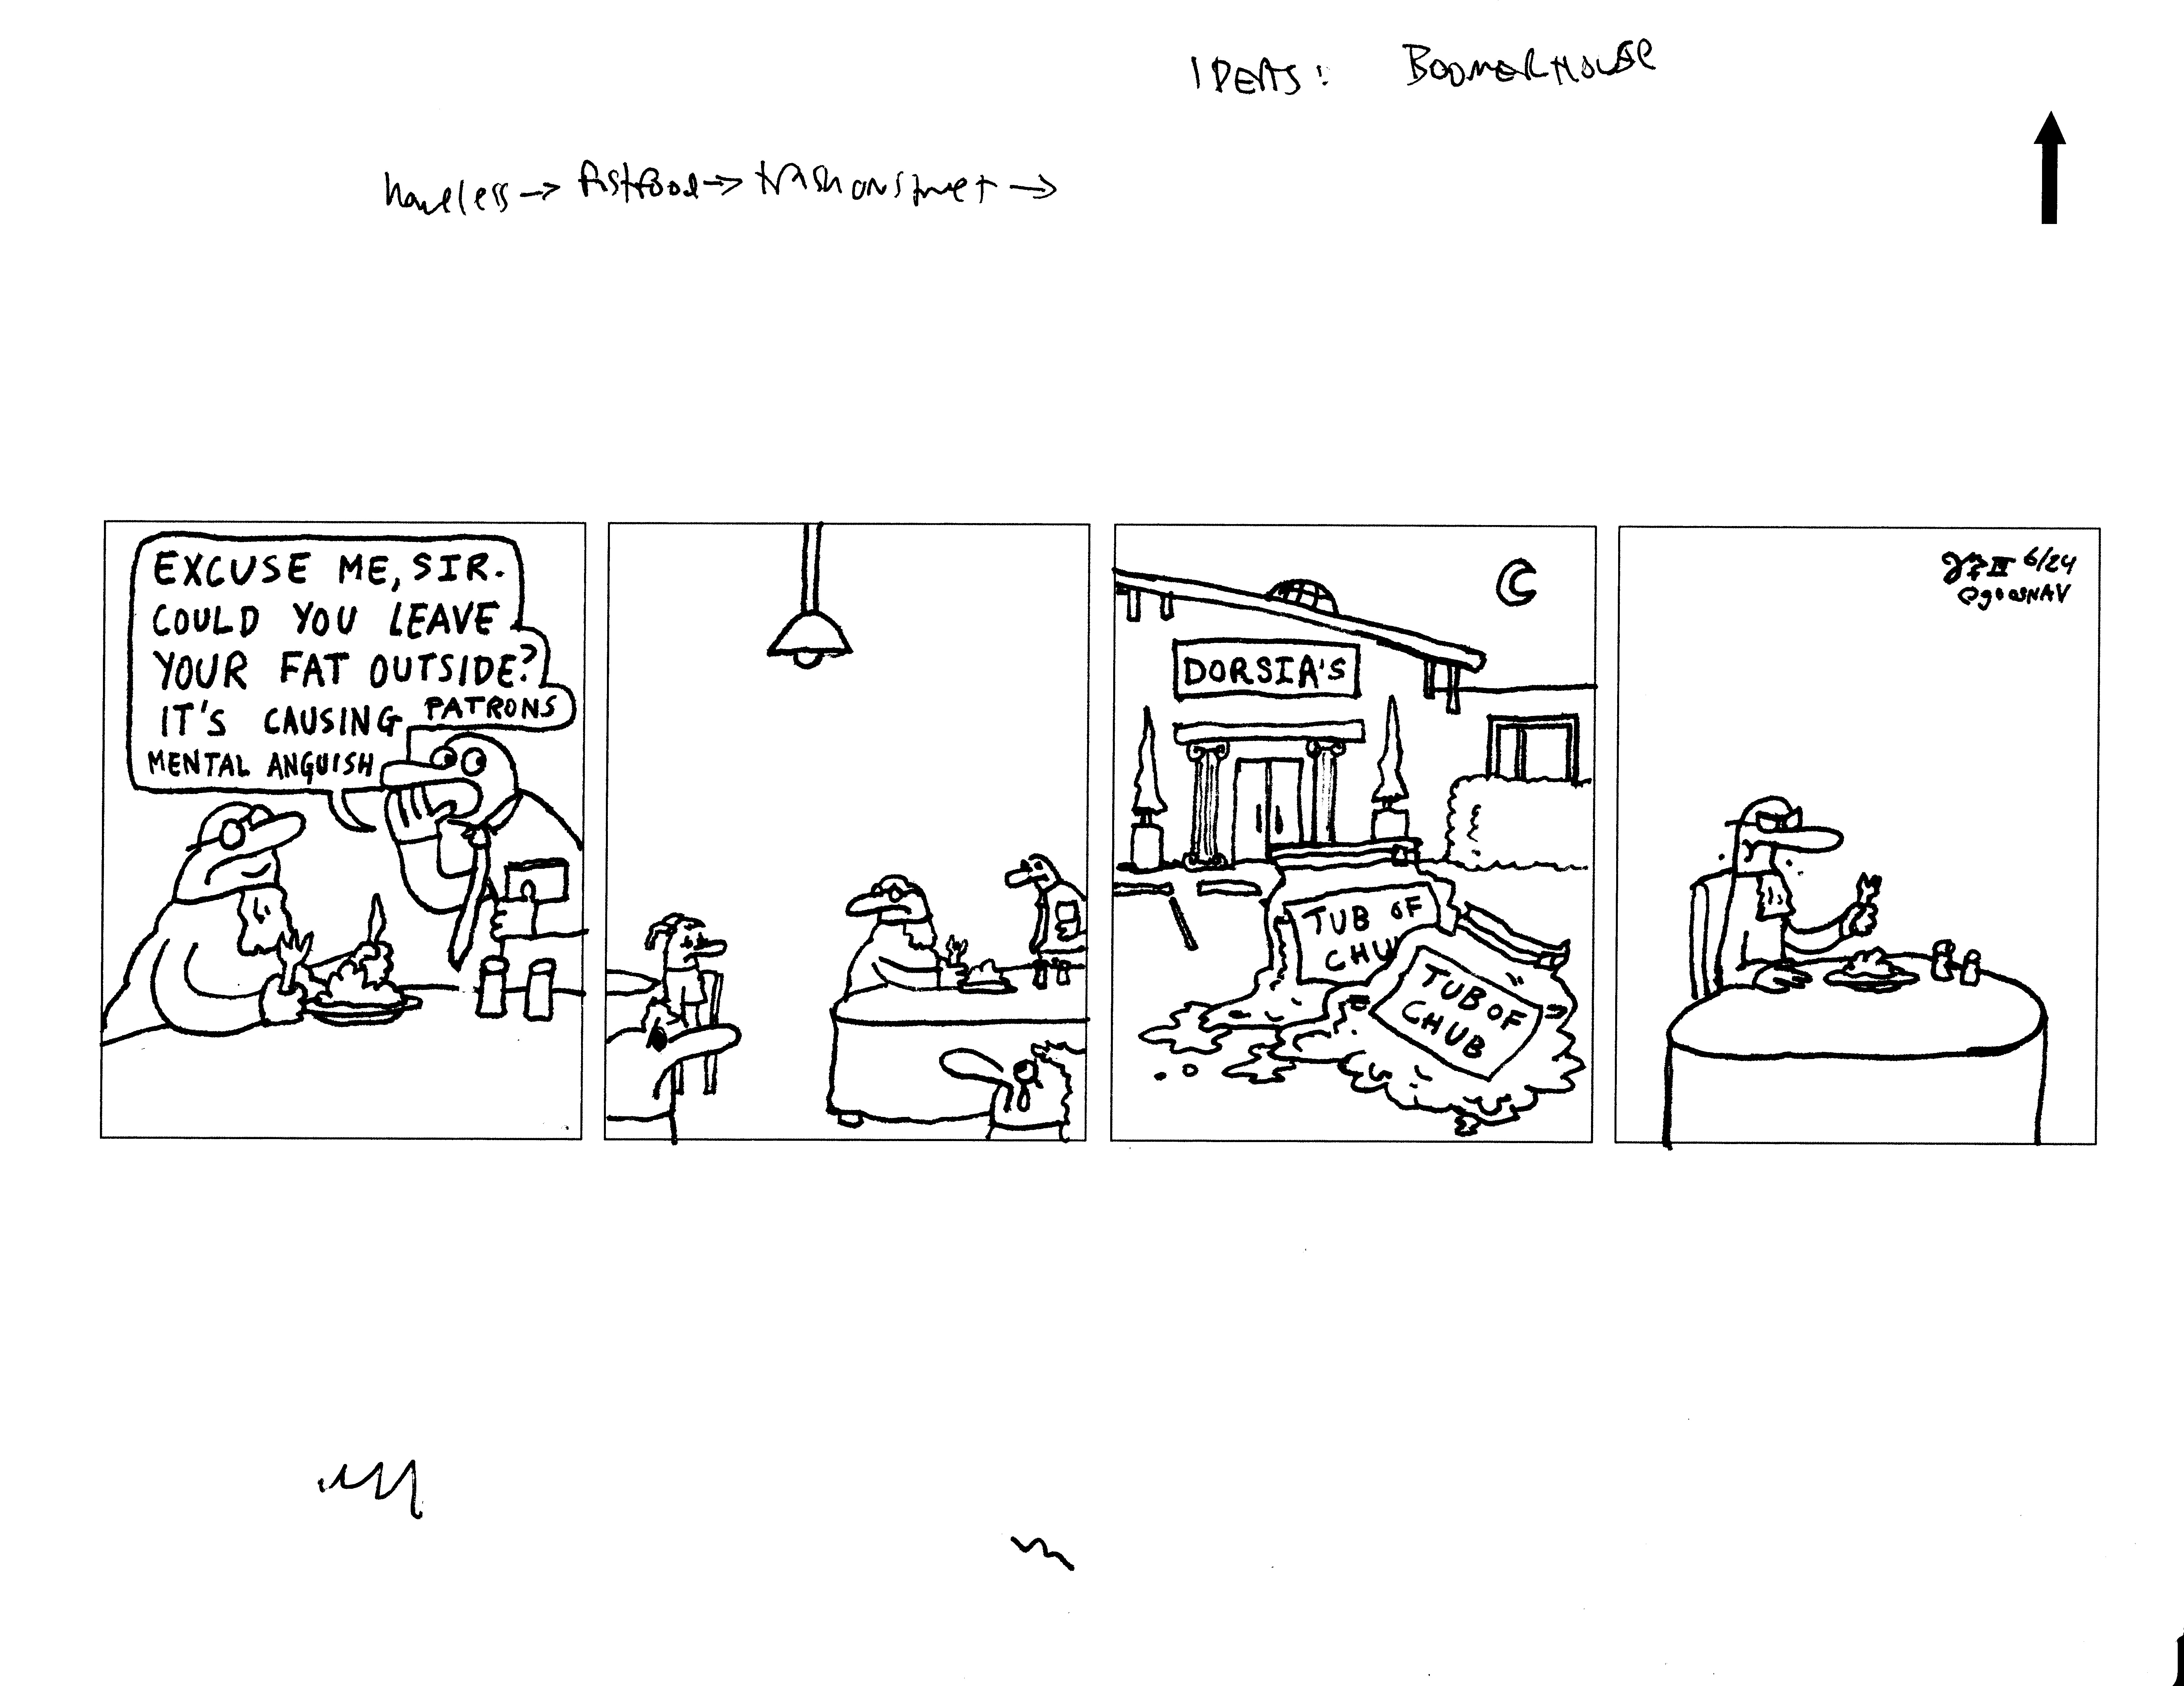 IDEAS: BOOMERHOUSE
homeless → fastfood → trash on street →
EXCUSE ME, SIR.
COULD YOU LEAVE
YOUR FAT OUTSIDE?
IT'S CAUSING PATRONS
MENTAL ANGUISH
DORSIA'S
TUB OF
CHU
TUB OF
CHUB
6/24
@goosNAV